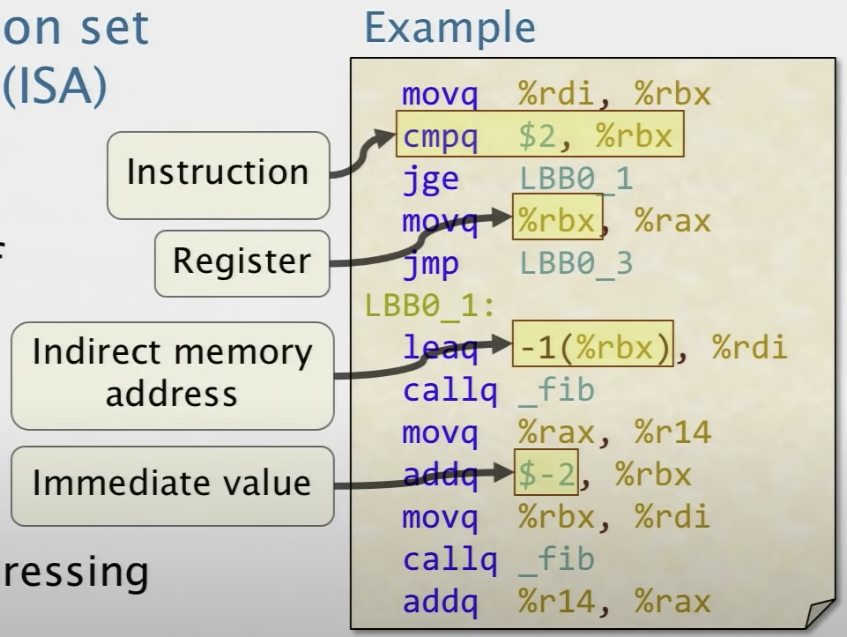 on set
(ISA)
Example
Instruction
Register
Indirect memory
address
Immediate value
ressing
movq %rdi, %rbx
cmpq $2, %rbx
jge LBB0_1
movq %rbx, %rax
jmp LBB0_3
LBB0_1:
leaq -1(%rbx), %rdi
callq _fib
movq %rax, %r14
addq $-2, %rbx
movq %rbx, %rdi
callq _fib
addq %r14, %rax